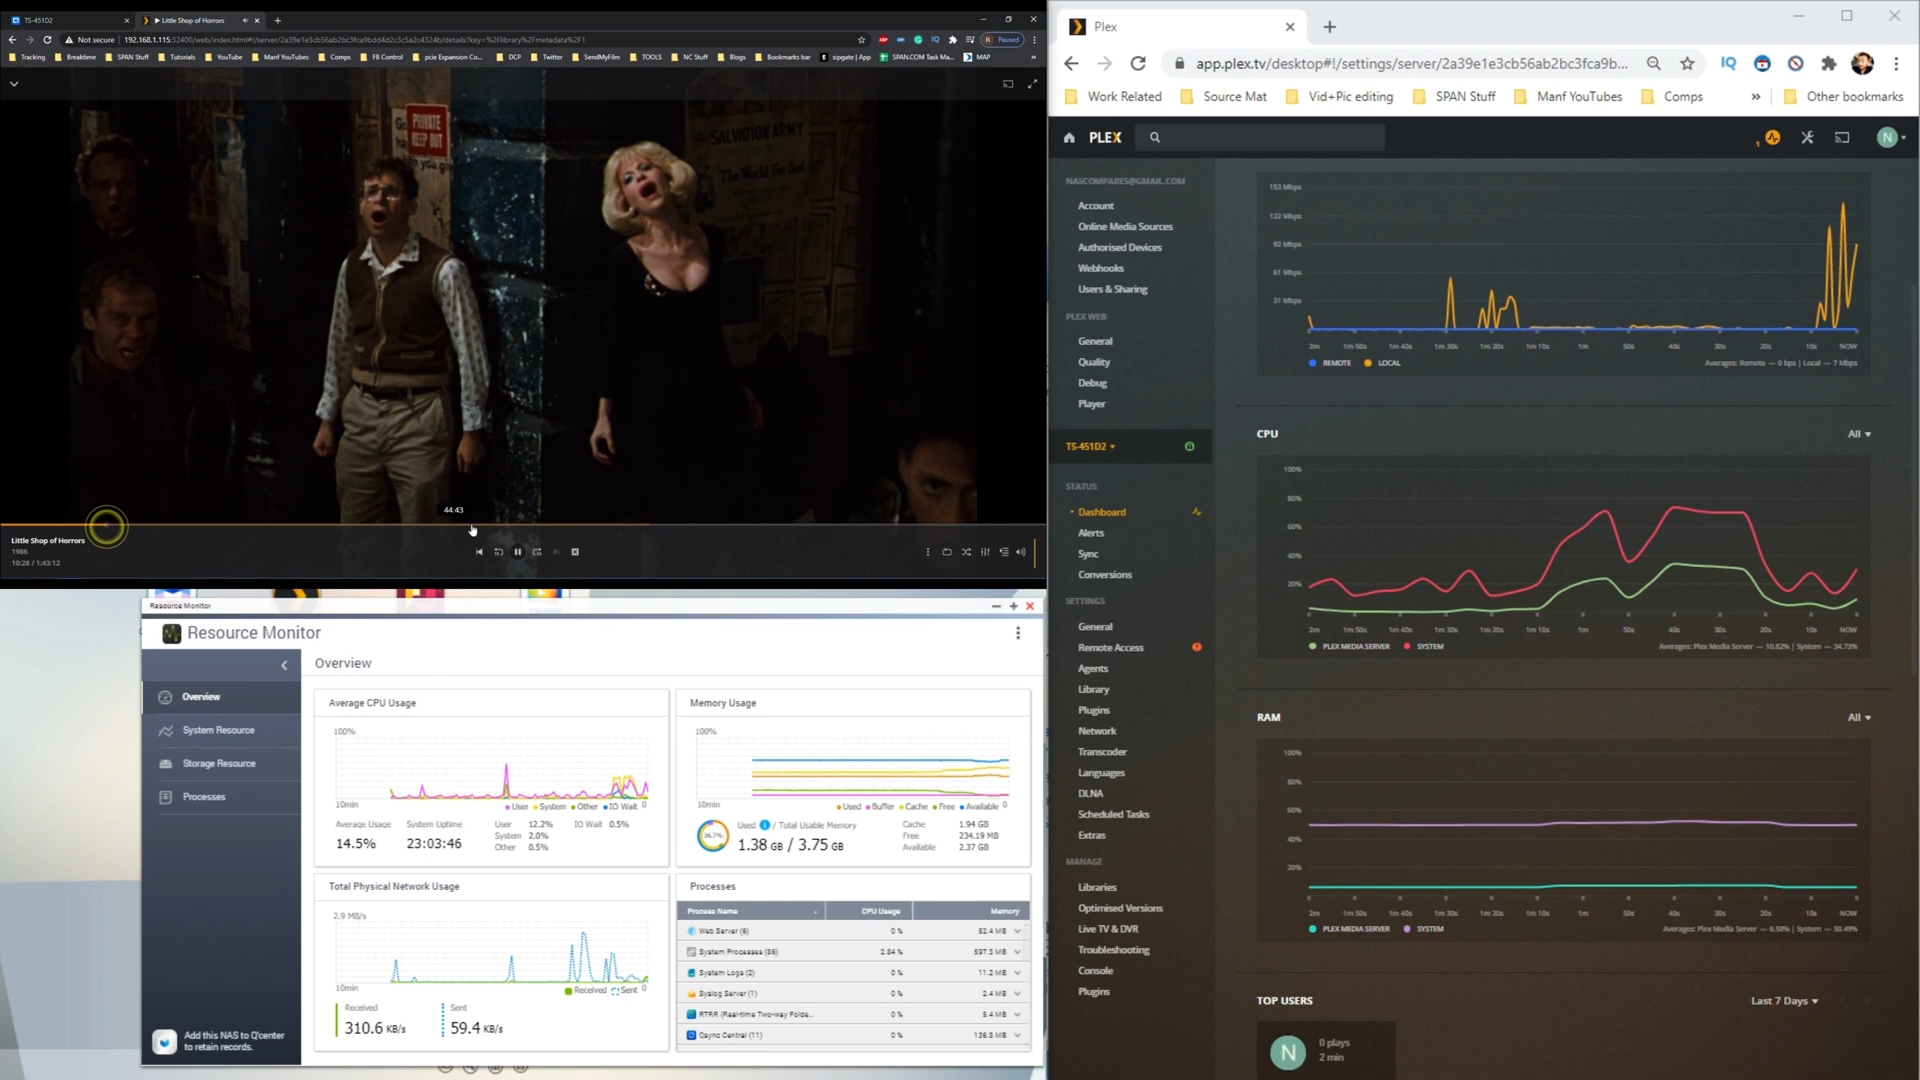 TS-451D2
Little Shop of Horrors
Not secure
192.168.1.115:32400/web/index.html#!/server/2a39e1e3cb56ab2bc3fca9bdd4d2c3c5a2c4324b/details?key=%2Flibrary%2Fmetadata%2F1
Paused
Tracking
Breaktime
SPAN Stuff
Tutorials
YouTube
Manf YouTubes
Comps
FB Control
pcie Expansion Co...
DCP
Twitter
SendMyFilm
TOOLS
NC Stuff
Blogs
Bookmarks bar
sipgate | App
SPAN.COM Task Ma...
MAP
PRIVATE
KEEP OUT
SALVATION ARMY
The World For God
44:43
Little Shop of Horrors
1986
10:28 / 1:43:12
Resource Monitor
Resource Monitor
Overview
System Resource
Storage Resource
Processes
Add this NAS to Q'center
to retain records.
Overview
Average CPU Usage
100%
10min
User System Other IO Wait 0
Average Usage
14.5%
System Uptime
23:03:46
User 12.2%
System 2.0%
Other 0.5%
IO Wait 0.5%
Memory Usage
100%
10min
Used Buffer Cache Free Available 0
36.7%
Used / Total Usable Memory
1.38 GB / 3.75 GB
Cache 1.94 GB
Free 234.19 MB
Available 2.37 GB
Total Physical Network Usage
2.9 MB/s
10min
Received Sent 0
Received
310.6 KB/s
Sent
59.4 KB/s
Processes
Process Name CPU Usage Memory
Web Server (6) 0 % 52.4 MB
System Processes (36) 2.84 % 597.3 MB
System Logs (2) 0 % 11.2 MB
Syslog Server (1) 0 % 2.4 MB
RTRR (Real-time Two-way Folde... 0 % 5.4 MB
Qsync Central (11) 0 % 136.8 MB
Plex
app.plex.tv/desktop#!/settings/server/2a39e1e3cb56ab2bc3fca9b...
IQ
Work Related
Source Mat
Vid+Pic editing
SPAN Stuff
Manf YouTubes
Comps
»
Other bookmarks
PLEX
1
N
NASCOMPARES@GMAIL.COM
Account
Online Media Sources
Authorised Devices
Webhooks
Users & Sharing
PLEX WEB
General
Quality
Debug
Player
TS-451D2
STATUS
Dashboard
Alerts
Sync
Conversions
SETTINGS
General
Remote Access
Agents
Library
Plugins
Network
Transcoder
Languages
DLNA
Scheduled Tasks
Extras
MANAGE
Libraries
Optimised Versions
Live TV & DVR
Troubleshooting
Console
Plugins
153 Mbps
122 Mbps
92 Mbps
61 Mbps
31 Mbps
2m 1m 50s 1m 40s 1m 30s 1m 20s 1m 10s 1m 50s 40s 30s 20s 10s NOW
REMOTE LOCAL
Averages: Remote — 0 bps | Local — 7 Mbps
CPU
All
100%
80%
60%
40%
20%
2m 1m 50s 1m 40s 1m 30s 1m 20s 1m 10s 1m 50s 40s 30s 20s 10s NOW
PLEX MEDIA SERVER SYSTEM
Averages: Plex Media Server — 10.82% | System — 34.73%
RAM
All
100%
80%
60%
40%
20%
2m 1m 50s 1m 40s 1m 30s 1m 20s 1m 10s 1m 50s 40s 30s 20s 10s NOW
PLEX MEDIA SERVER SYSTEM
Averages: Plex Media Server — 6.58% | System — 50.49%
TOP USERS
Last 7 Days
N
0 plays
2 min